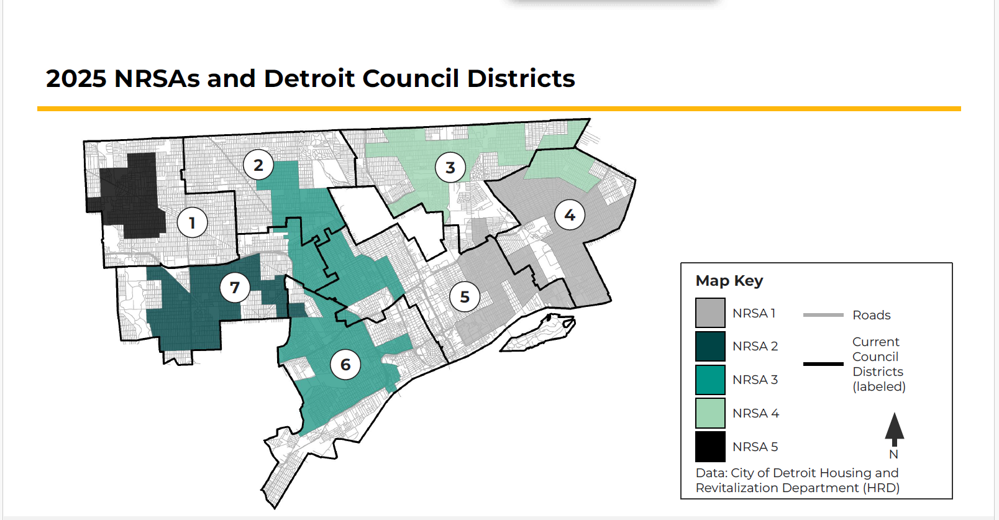 2025 NRSAs and Detroit Council Districts
1
2
3
4
5
6
7
Map Key
NRSA 1
NRSA 2
NRSA 3
NRSA 4
NRSA 5
Roads
Current
Council
Districts
(labeled)
N
Data: City of Detroit Housing and
Revitalization Department (HRD)